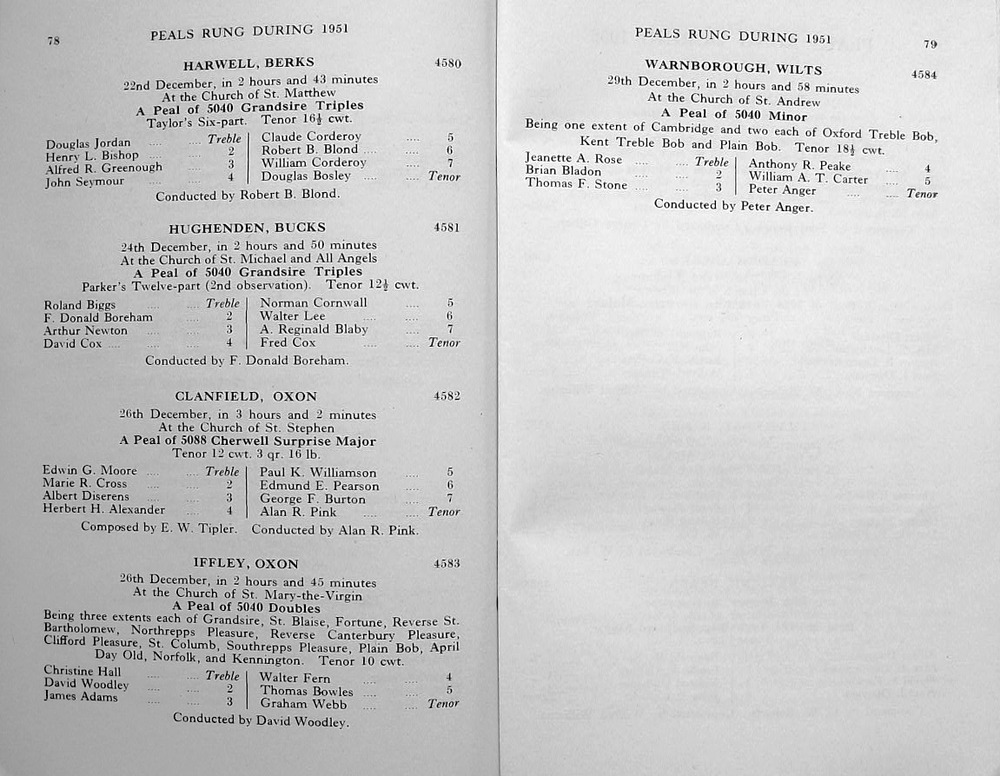 78
PEALS RUNG DURING 1951
HARWELL, BERKS 4580
22nd December, in 2 hours and 43 minutes
At the Church of St. Matthew
A Peal of 5040 Grandsire Triples
Taylor's Six-part. Tenor 16½ cwt.
Douglas Jordan .... Treble
Henry L. Bishop .... 2
Alfred R. Greenough .... 3
John Seymour .... .... 4
Claude Corderoy .... 5
Robert B. Blond .... .... 6
William Corderoy .... 7
Douglas Bosley .... .... Tenor
Conducted by Robert B. Blond.
HUGHENDEN, BUCKS 4581
24th December, in 2 hours and 50 minutes
At the Church of St. Michael and All Angels
A Peal of 5040 Grandsire Triples
Parker's Twelve-part (2nd observation). Tenor 12½ cwt.
Roland Biggs .... Treble
F. Donald Boreham .... 2
Arthur Newton .... 3
David Cox .... .... .... 4
Norman Cornwall .... 5
Walter Lee .... .... 6
A. Reginald Blaby .... 7
Fred Cox .... .... Tenor
Conducted by F. Donald Boreham.
CLANFIELD, OXON 4582
26th December, in 3 hours and 2 minutes
At the Church of St. Stephen
A Peal of 5088 Cherwell Surprise Major
Tenor 12 cwt. 3 qr. 16 lb.
Edwin G. Moore .... .... Treble
Marie R. Cross .... .... 2
Albert Diserens .... .... 3
Herbert H. Alexander .... 4
Paul K. Williamson .... 5
Edmund E. Pearson .... 6
George F. Burton .... 7
Alan R. Pink .... .... Tenor
Composed by E. W. Tipler. Conducted by Alan R. Pink.
IFFLEY, OXON 4583
26th December, in 2 hours and 45 minutes
At the Church of St. Mary-the-Virgin
A Peal of 5040 Doubles
Being three extents each of Grandsire, St. Blaise, Fortune, Reverse St.
Bartholomew, Northrepps Pleasure, Reverse Canterbury Pleasure,
Clifford Pleasure, St. Columb, Southrepps Pleasure, Plain Bob, April
Day Old, Norfolk, and Kennington. Tenor 10 cwt.
Christine Hall .... .... Treble
David Woodley .... .... 2
James Adams .... .... 3
Walter Fern .... .... 4
Thomas Bowles .... .... 5
Graham Webb .... .... Tenor
Conducted by David Woodley.
PEALS RUNG DURING 1951
79
WARNBOROUGH, WILTS 4584
29th December, in 2 hours and 58 minutes
At the Church of St. Andrew
A Peal of 5040 Minor
Being one extent of Cambridge and two each of Oxford Treble Bob,
Kent Treble Bob and Plain Bob. Tenor 18½ cwt.
Jeanette A. Rose .... .... Treble
Brian Bladon .... .... 2
Thomas F. Stone .... .... 3
Anthony R. Peake .... 4
William A. T. Carter .... 5
Peter Anger .... .... Tenor
Conducted by Peter Anger.